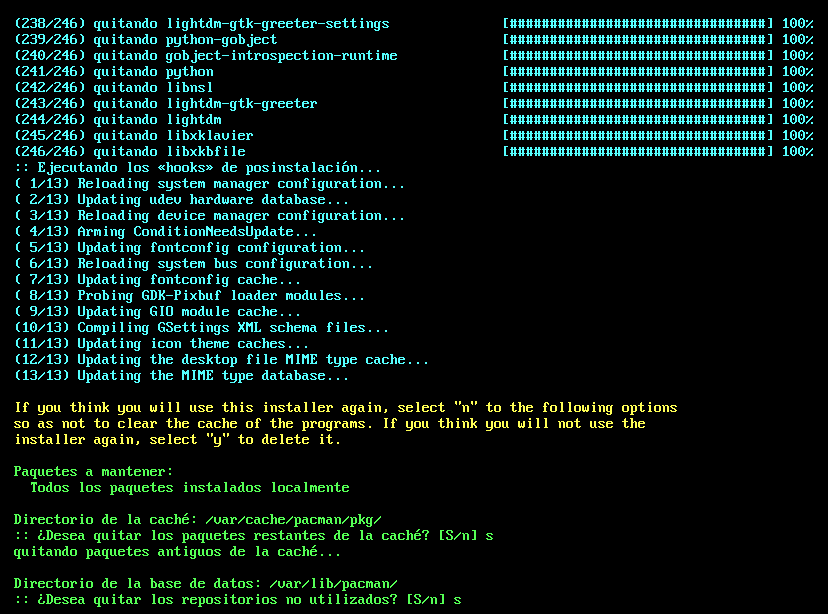 (238/246) quitando lightdm-gtk-greeter-settings [################################] 100%
(239/246) quitando python-gobject [################################] 100%
(240/246) quitando gobject-introspection-runtime [################################] 100%
(241/246) quitando python [################################] 100%
(242/246) quitando libnsl [################################] 100%
(243/246) quitando lightdm-gtk-greeter [################################] 100%
(244/246) quitando lightdm [################################] 100%
(245/246) quitando libxklavier [################################] 100%
(246/246) quitando libxkbfile [################################] 100%
:: Ejecutando los «hooks» de posinstalación...
( 1/13) Reloading system manager configuration...
( 2/13) Updating udev hardware database...
( 3/13) Reloading device manager configuration...
( 4/13) Arming ConditionNeedsUpdate...
( 5/13) Updating fontconfig configuration...
( 6/13) Reloading system bus configuration...
( 7/13) Updating fontconfig cache...
( 8/13) Probing GDK-Pixbuf loader modules...
( 9/13) Updating GIO module cache...
(10/13) Compiling GSettings XML schema files...
(11/13) Updating icon theme caches...
(12/13) Updating the desktop file MIME type cache...
(13/13) Updating the MIME type database...
If you think you will use this installer again, select "n" to the following options
so as not to clear the cache of the programs. If you think you will not use the
installer again, select "y" to delete it.
Paquetes a mantener:
Todos los paquetes instalados localmente
Directorio de la caché: /var/cache/pacman/pkg/
:: ¿Desea quitar los paquetes restantes de la caché? [S/n] s
quitando paquetes antiguos de la caché...
Directorio de la base de datos: /var/lib/pacman/
:: ¿Desea quitar los repositorios no utilizados? [S/n] s